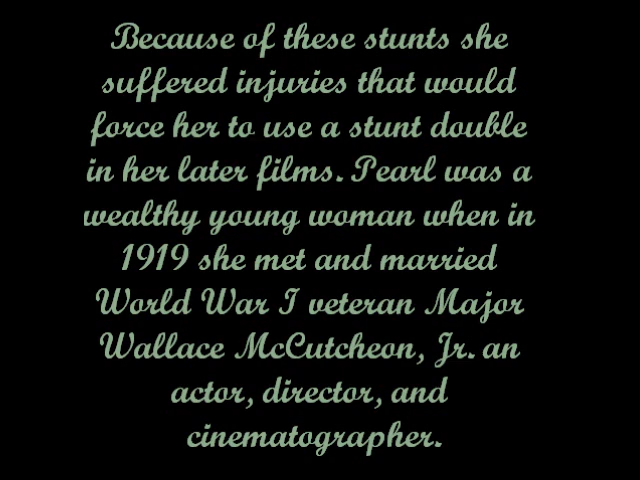 Because of these stunts she
suffered injuries that would
force her to use a stunt double
in her later films. Pearl was a
wealthy young woman when in
1919 she met and married
World War I veteran Major
Wallace McCutcheon, Jr. an
actor, director, and
cinematographer.